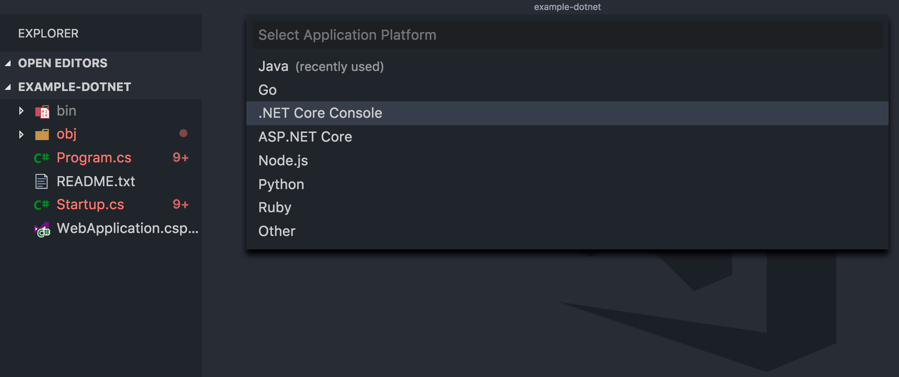 example-dotnet
EXPLORER
OPEN EDITORS
EXAMPLE-DOTNET
bin
obj
C# Program.cs 9+
README.txt
C# Startup.cs 9+
WebApplication.csp...
Select Application Platform
Java (recently used)
Go
.NET Core Console
ASP.NET Core
Node.js
Python
Ruby
Other